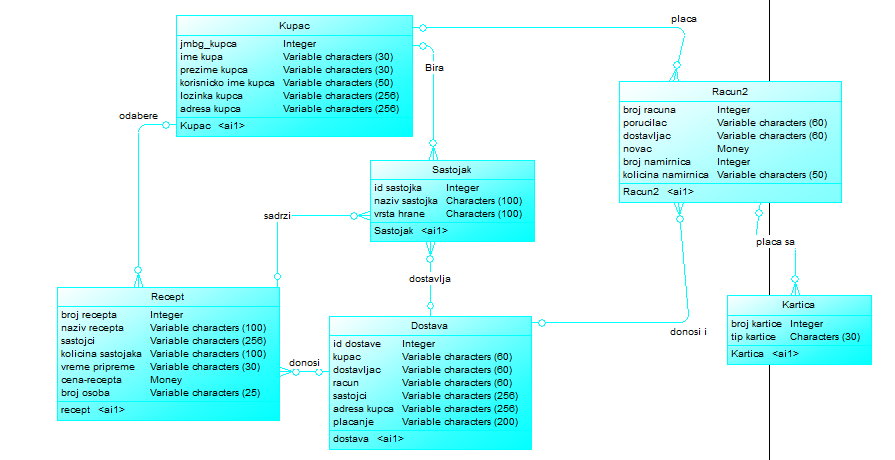 Kupac
jmbg_kupca Integer
ime kupa Variable characters (30)
prezime kupca Variable characters (30)
korisnicko ime kupca Variable characters (50)
lozinka kupca Variable characters (256)
adresa kupca Variable characters (256)
Kupac <ai1>
placa
Bira
odabere
Racun2
broj racuna Integer
porucilac Variable characters (60)
dostavljac Variable characters (60)
novac Money
broj namirnica Integer
kolicina namirnica Variable characters (50)
Racun2 <ai1>
Sastojak
id sastojka Integer
naziv sastojka Characters (100)
vrsta hrane Characters (100)
Sastojak <ai1>
sadrzi
placa sa
dostavlja
Recept
broj recepta Integer
naziv recepta Variable characters (100)
sastojci Variable characters (256)
kolicina sastojaka Variable characters (100)
vreme pripreme Variable characters (30)
cena-recepta Money
broj osoba Variable characters (25)
recept <ai1>
donosi
Dostava
id dostave Integer
kupac Variable characters (60)
dostavljac Variable characters (60)
racun Variable characters (60)
sastojci Variable characters (256)
adresa kupca Variable characters (256)
placanje Variable characters (200)
dostava <ai1>
donosi i
Kartica
broj kartice Integer
tip kartice Characters (30)
Kartica <ai1>